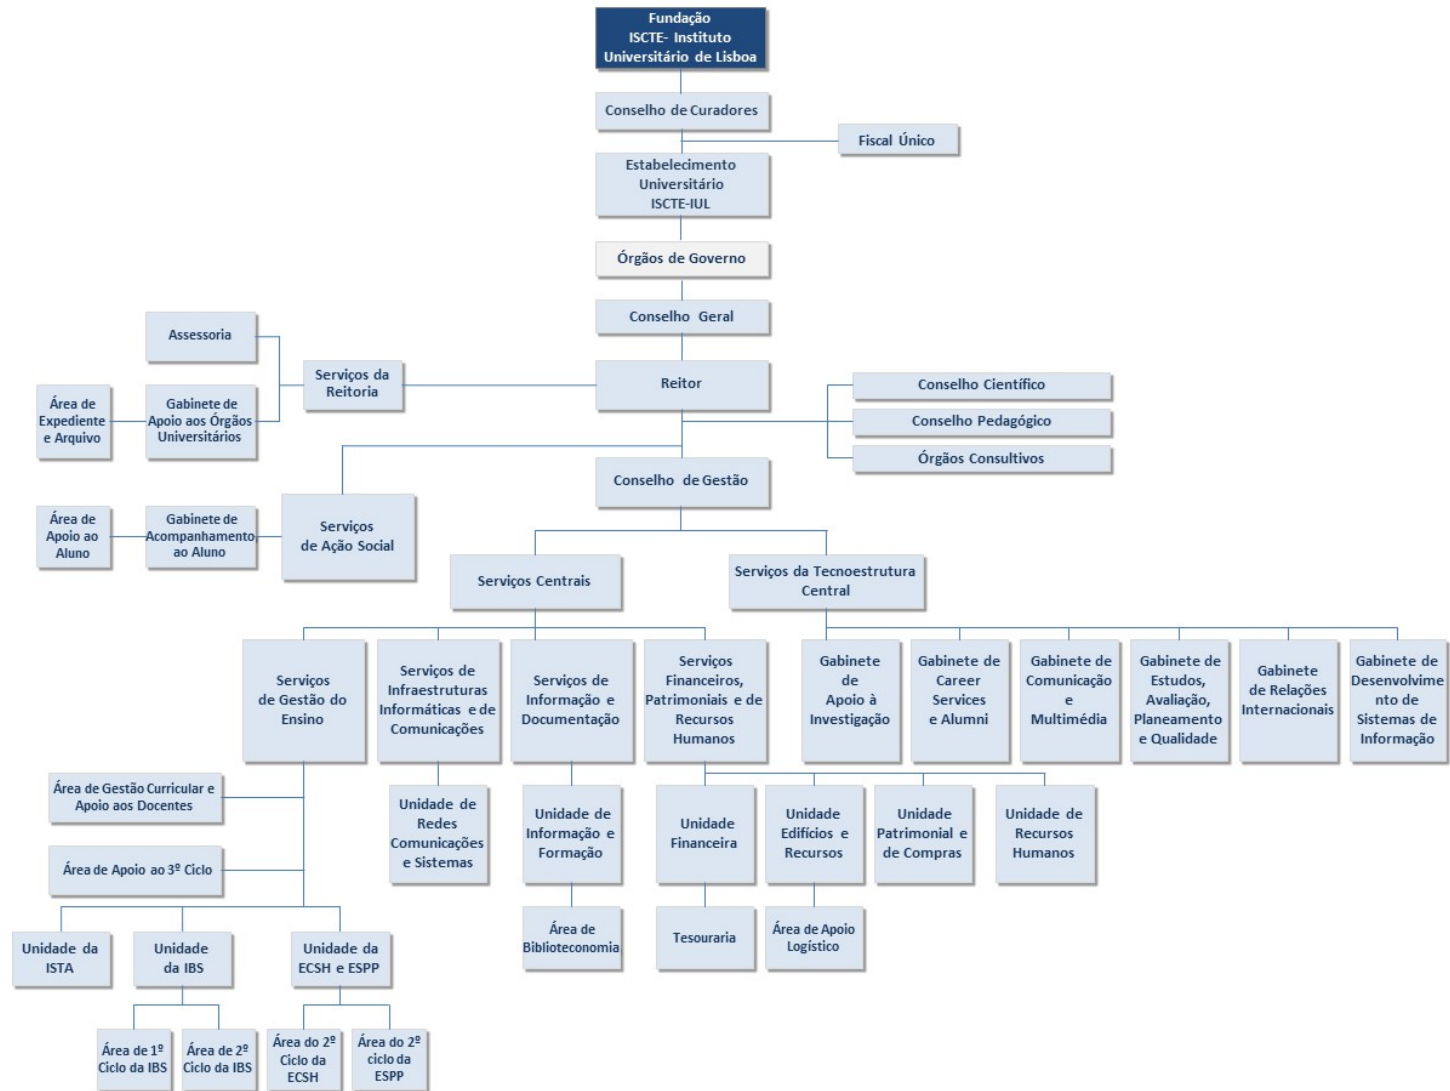 Fundação
ISCTE- Instituto
Universitário de Lisboa
Conselho de Curadores
Fiscal Único
Estabelecimento
Universitário
ISCTE-IUL
Órgãos de Governo
Conselho Geral
Assessoria
Serviços da
Reitoria
Reitor
Conselho Científico
Área de
Expediente
e Arquivo
Gabinete de
Apoio aos Órgãos
Universitários
Conselho Pedagógico
Órgãos Consultivos
Conselho de Gestão
Área de
Apoio ao
Aluno
Gabinete de
Acompanhamento
ao Aluno
Serviços
de Ação Social
Serviços Centrais
Serviços da Tecnoestrutura
Central
Serviços
de Gestão do
Ensino
Serviços de
Infraestruturas
Informáticas e de
Comunicações
Serviços de
Informação e
Documentação
Serviços
Financeiros,
Patrimoniais e de
Recursos
Humanos
Gabinete
de
Apoio à
Investigação
Gabinete de
Career
Services
e Alumni
Gabinete de
Comunicação
e
Multimédia
Gabinete de
Estudos,
Avaliação,
Planeamento
e Qualidade
Gabinete
de Relações
Internacionais
Gabinete de
Desenvolvime
nto de
Sistemas de
Informação
Área de Gestão Curricular e
Apoio aos Docentes
Unidade de
Redes
Comunicações
e Sistemas
Unidade de
Informação e
Formação
Unidade
Financeira
Unidade
Edifícios e
Recursos
Unidade
Patrimonial e
de Compras
Unidade de
Recursos
Humanos
Área de Apoio ao 3º Ciclo
Unidade da
ISTA
Unidade
da IBS
Unidade da
ECSH e ESPP
Área de
Biblioteconomia
Tesouraria
Área de Apoio
Logístico
Área de 1º
Ciclo da IBS
Área de 2º
Ciclo da IBS
Área do 2º
Ciclo da
ECSH
Área do 2º
ciclo da
ESPP